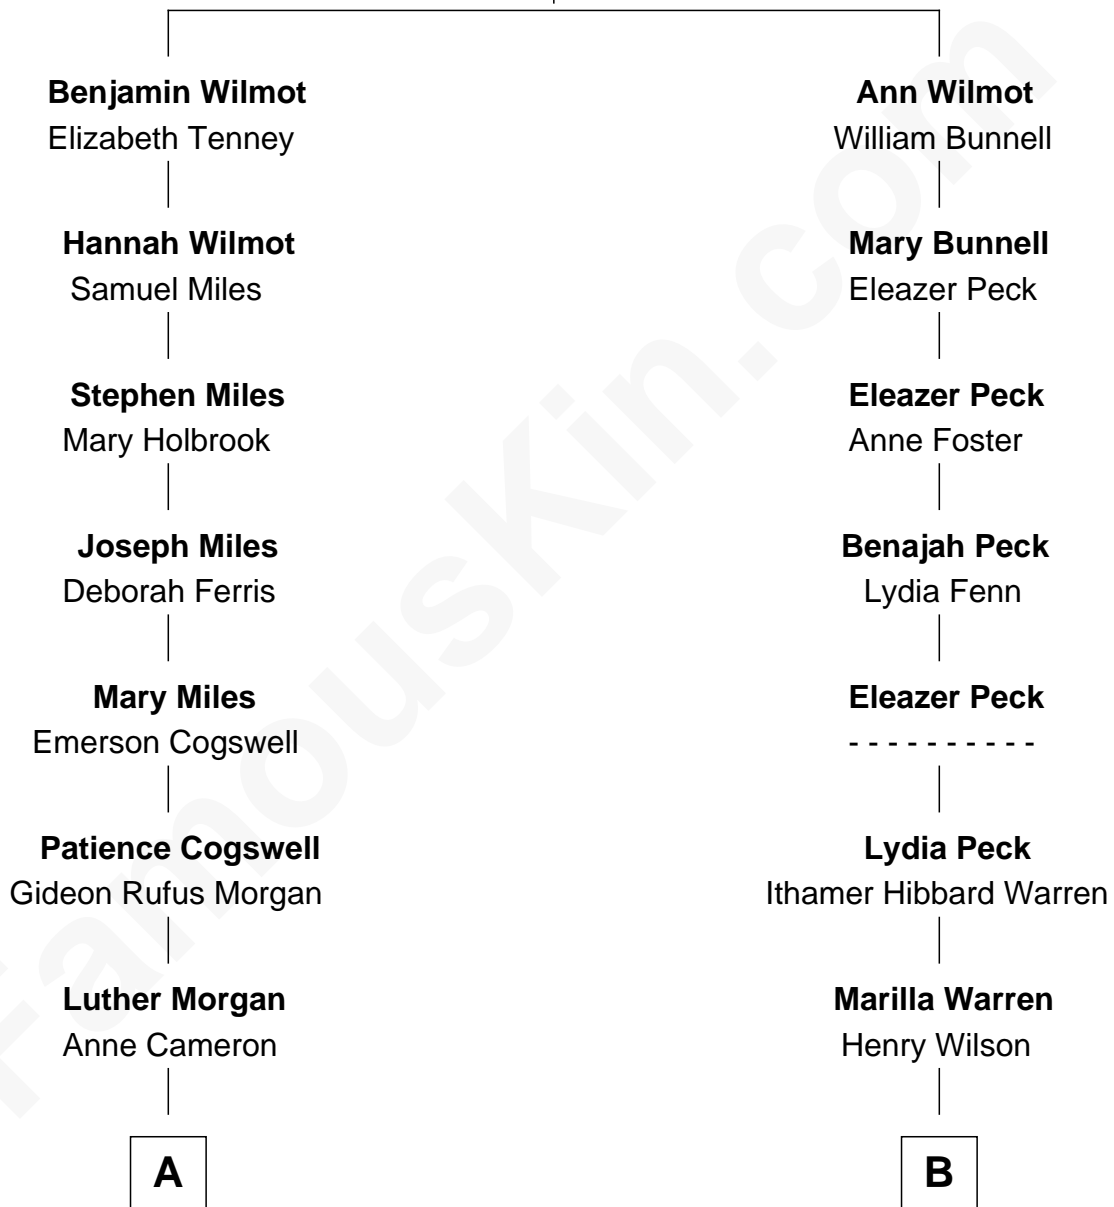 Benjamin Wilmot
Elizabeth Tenney
Ann Wilmot
William Bunnell
Hannah Wilmot
Samuel Miles
Mary Bunnell
Eleazer Peck
Stephen Miles
Mary Holbrook
Eleazer Peck
Anne Foster
Joseph Miles
Deborah Ferris
Benajah Peck
Lydia Fenn
Mary Miles
Emerson Cogswell
Eleazer Peck
- - - - - - - - - -
Patience Cogswell
Gideon Rufus Morgan
Lydia Peck
Ithamer Hibbard Warren
Luther Morgan
Anne Cameron
Marilla Warren
Henry Wilson
A
B
FamousKin.com